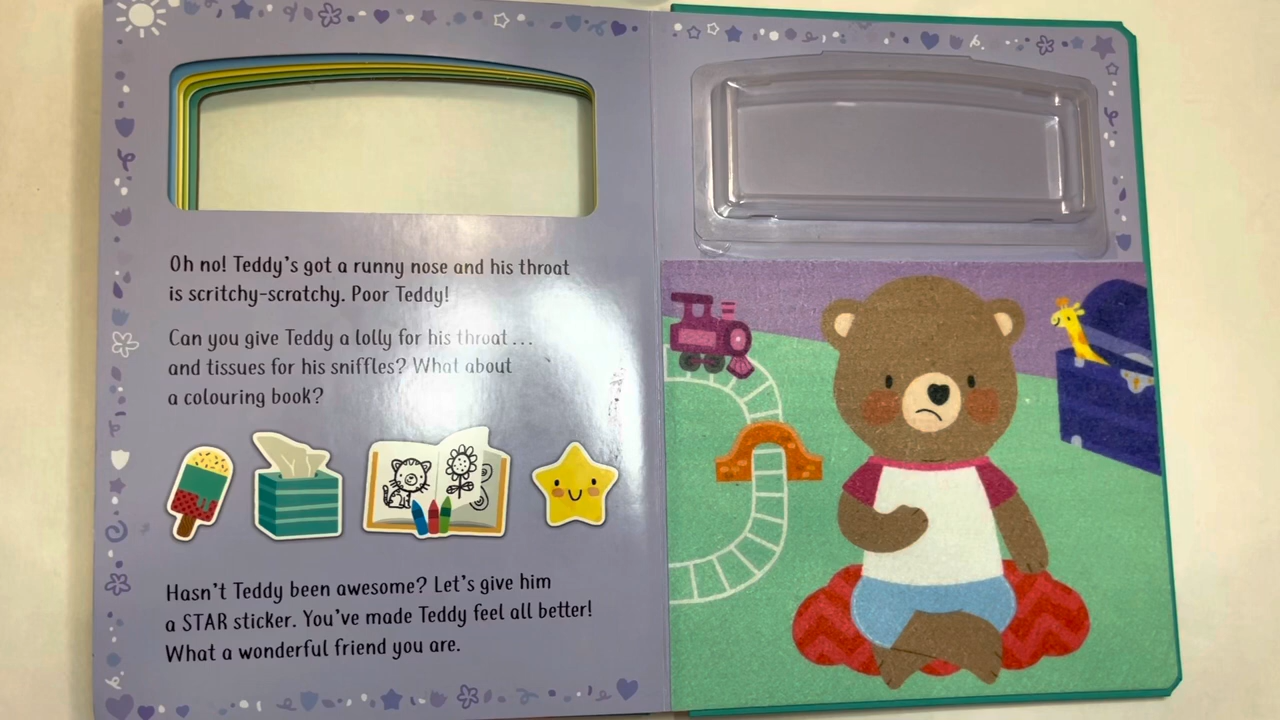 Oh no! Teddy's got a runny nose and his throat
is scritchy-scratchy. Poor Teddy!
Can you give Teddy a lolly for his throat...
and tissues for his sniffles? What about
a colouring book?
Hasn't Teddy been awesome? Let's give him
a STAR sticker. You've made Teddy feel all better!
What a wonderful friend you are.